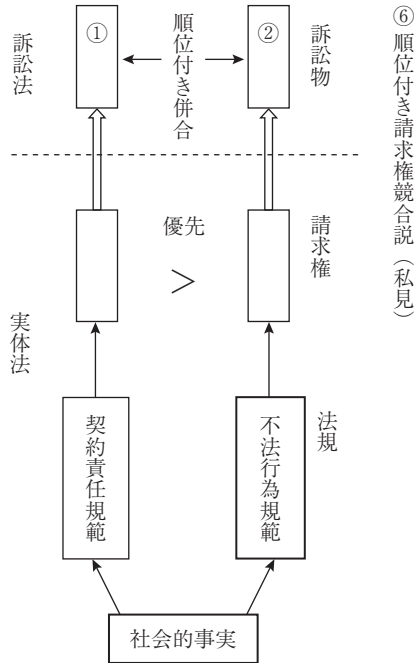 ⑥ 順位付き請求権競合説（私見）
訴訟物
②
順位付き併合
①
訴訟法
請求権
優先
＞
実体法
法規
不法行為規範
契約責任規範
社会的事実